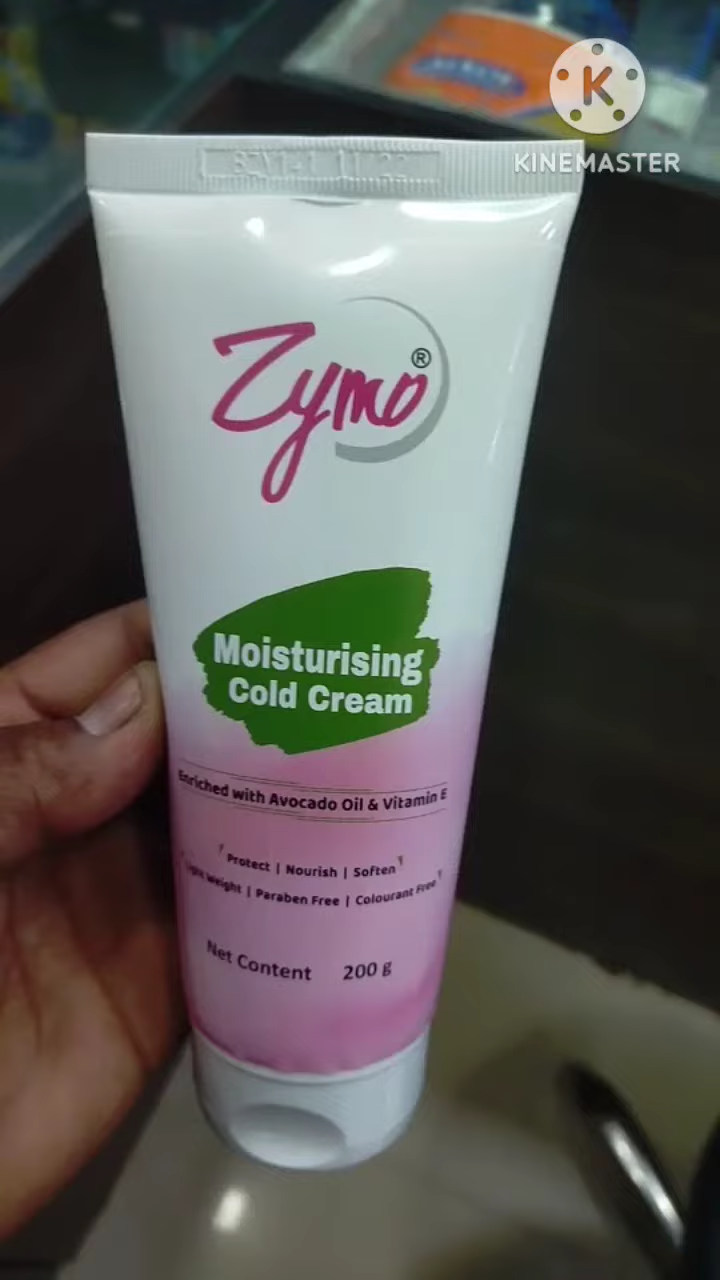 KINEMASTER
Zymo®
Moisturising
Cold Cream
Enriched with Avocado Oil & Vitamin E
Protect | Nourish | Soften
Light Weight | Paraben Free | Colourant Free
Net Content 200 g